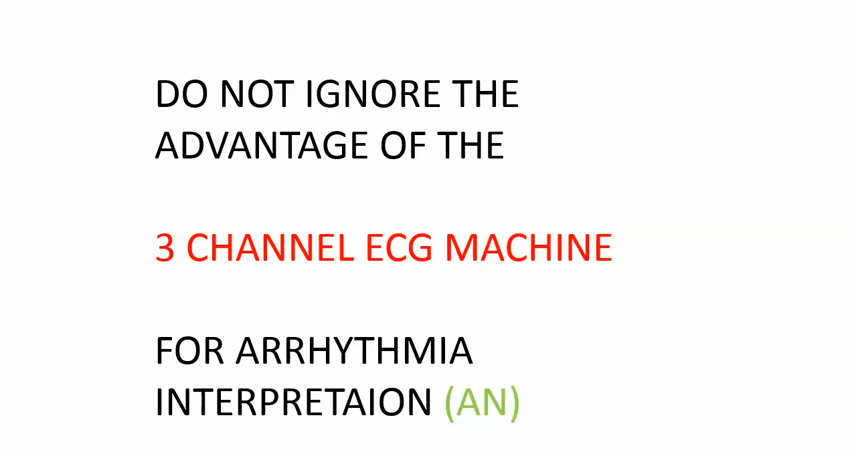 DO NOT IGNORE THE
ADVANTAGE OF THE
3 CHANNEL ECG MACHINE
FOR ARRHYTHMIA
INTERPRETAION (AN)